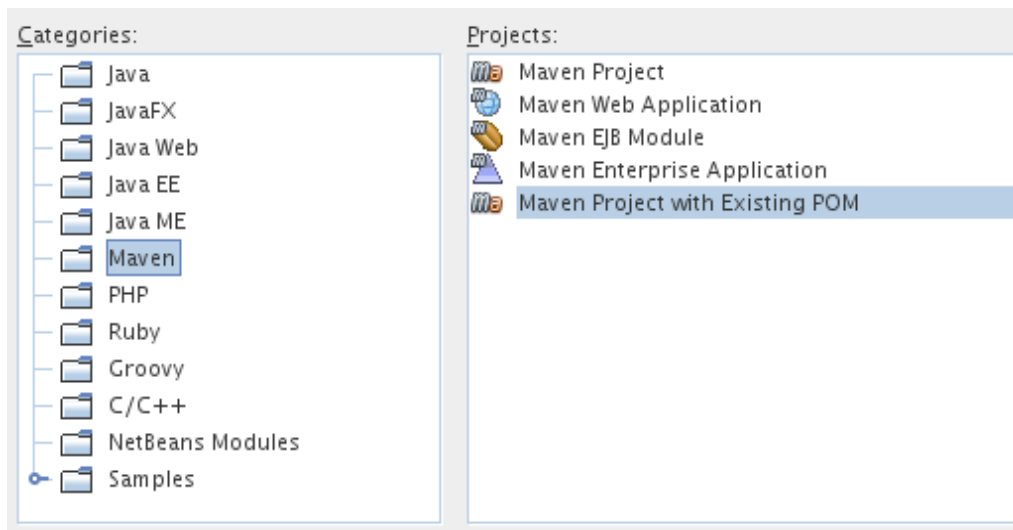 Categories:
Java
JavaFX
Java Web
Java EE
Java ME
Maven
PHP
Ruby
Groovy
C/C++
NetBeans Modules
Samples
Projects:
Maven Project
Maven Web Application
Maven EJB Module
Maven Enterprise Application
Maven Project with Existing POM